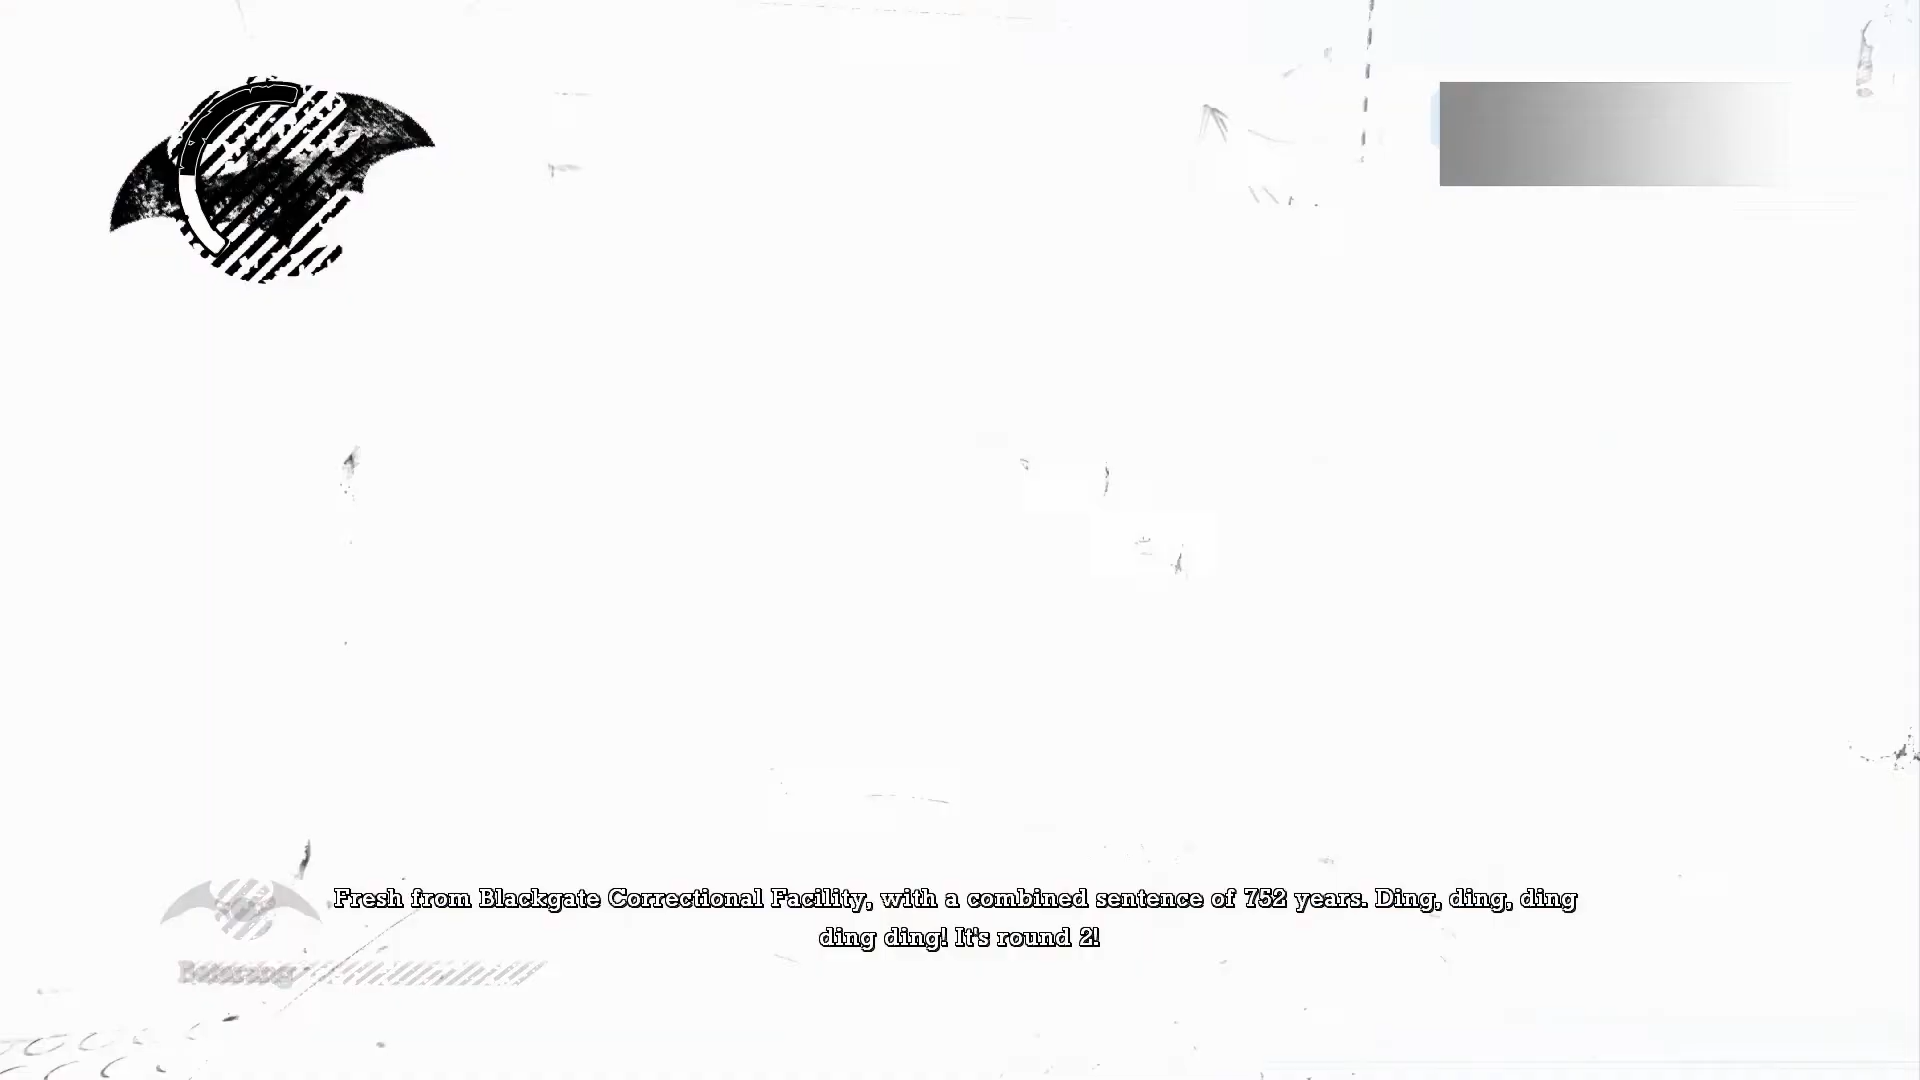 Fresh from Blackgate Correctional Facility, with a combined sentence of 752 years. Ding, ding, ding
ding ding! It's round 2!
Batarang